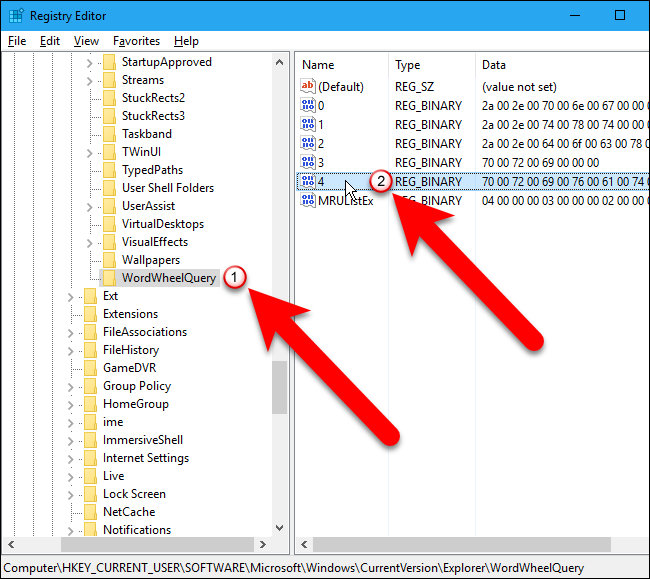 Registry Editor
File Edit View Favorites Help
StartupApproved
Streams
StuckRects2
StuckRects3
Taskband
TWinUI
TypedPaths
User Shell Folders
UserAssist
VirtualDesktops
VisualEffects
Wallpapers
WordWheelQuery 1
Ext
Extensions
FileAssociations
FileHistory
GameDVR
Group Policy
HomeGroup
ime
ImmersiveShell
Internet Settings
Live
Lock Screen
NetCache
Notifications
Name Type Data
(Default) REG_SZ (value not set)
0 REG_BINARY 2a 00 2e 00 70 00 6e 00 67 00 00 0
1 REG_BINARY 2a 00 2e 00 74 00 78 00 74 00 00 0
2 REG_BINARY 2a 00 2e 00 64 00 6f 00 63 00 78 0
3 REG_BINARY 70 00 72 00 69 00 00 00
4 2 REG_BINARY 70 00 72 00 69 00 76 00 61 00 74 0
MRUListEx REG_BINARY 04 00 00 00 03 00 00 00 02 00 00 0
Computer\HKEY_CURRENT_USER\SOFTWARE\Microsoft\Windows\CurrentVersion\Explorer\WordWheelQuery